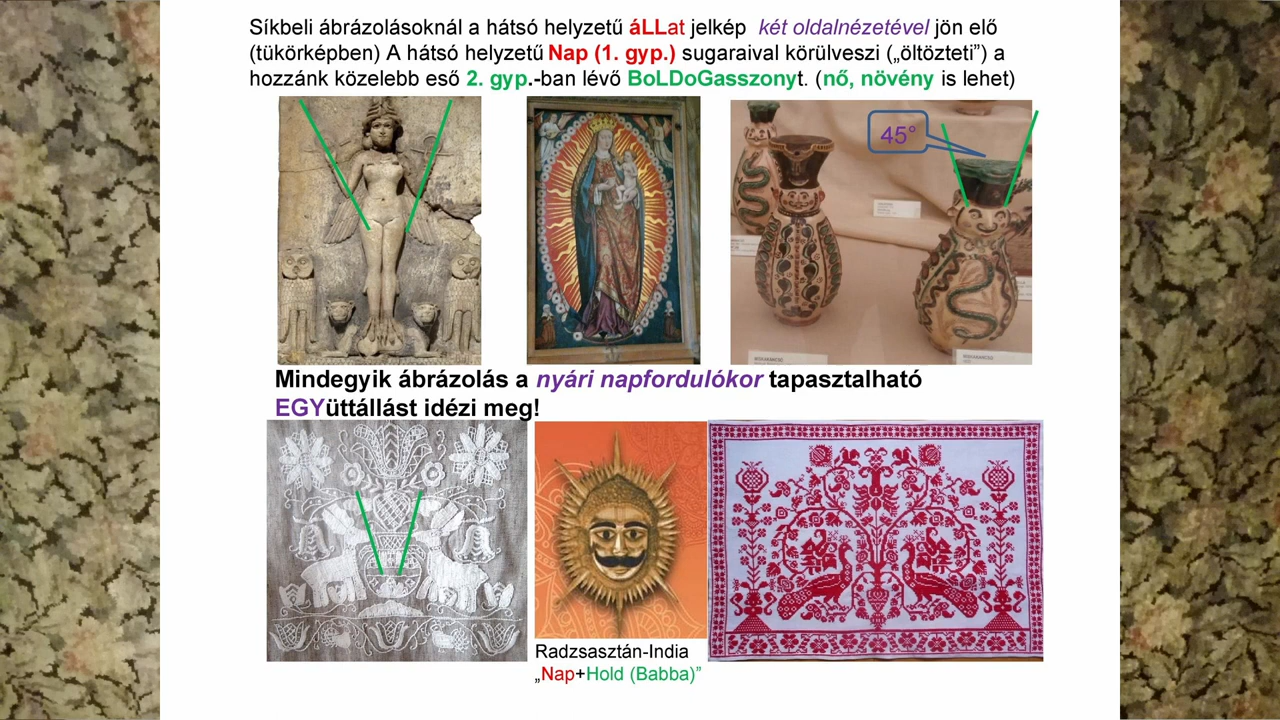 Síkbeli ábrázolásoknál a hátsó helyzetű áLLat jelkép két oldalnézetével jön elő
(tükörképben) A hátsó helyzetű Nap (1. gyp.) sugaraival körülveszi („öltözteti”) a
hozzánk közelebb eső 2. gyp.-ban lévő BoLDoGasszonyt. (nő, növény is lehet)
45°
Mindegyik ábrázolás a nyári napfordulókor tapasztalható
EGYüttállást idézi meg!
Radzsasztán-India
„Nap+Hold (Babba)”